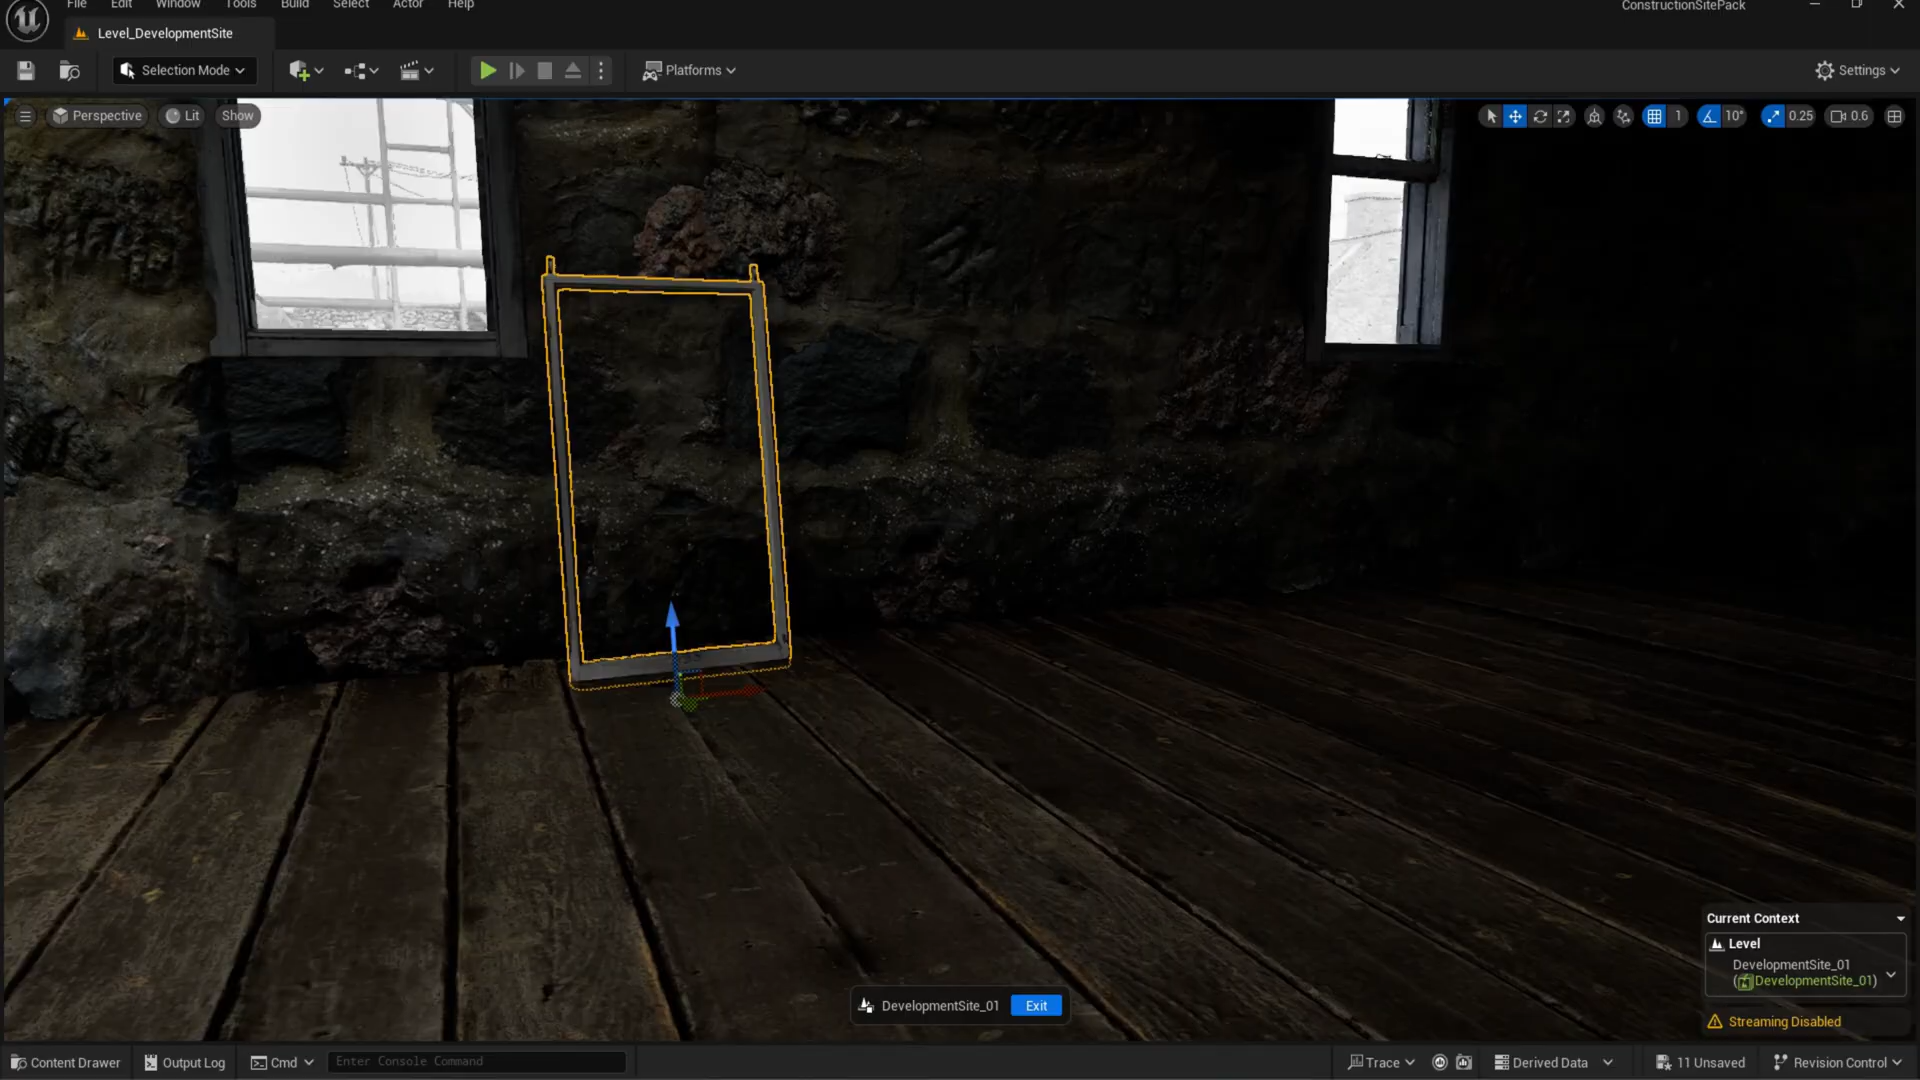 File Edit Window Tools Build Select Actor Help
ConstructionSitePack
Level_DevelopmentSite
Selection Mode
Platforms
Settings
Perspective
Lit
Show
1
10°
0.25
0.6
Current Context
Level
DevelopmentSite_01
(DevelopmentSite_01)
DevelopmentSite_01
Exit
Streaming Disabled
Content Drawer
Output Log
Cmd
Enter Console Command
Trace
Derived Data
11 Unsaved
Revision Control